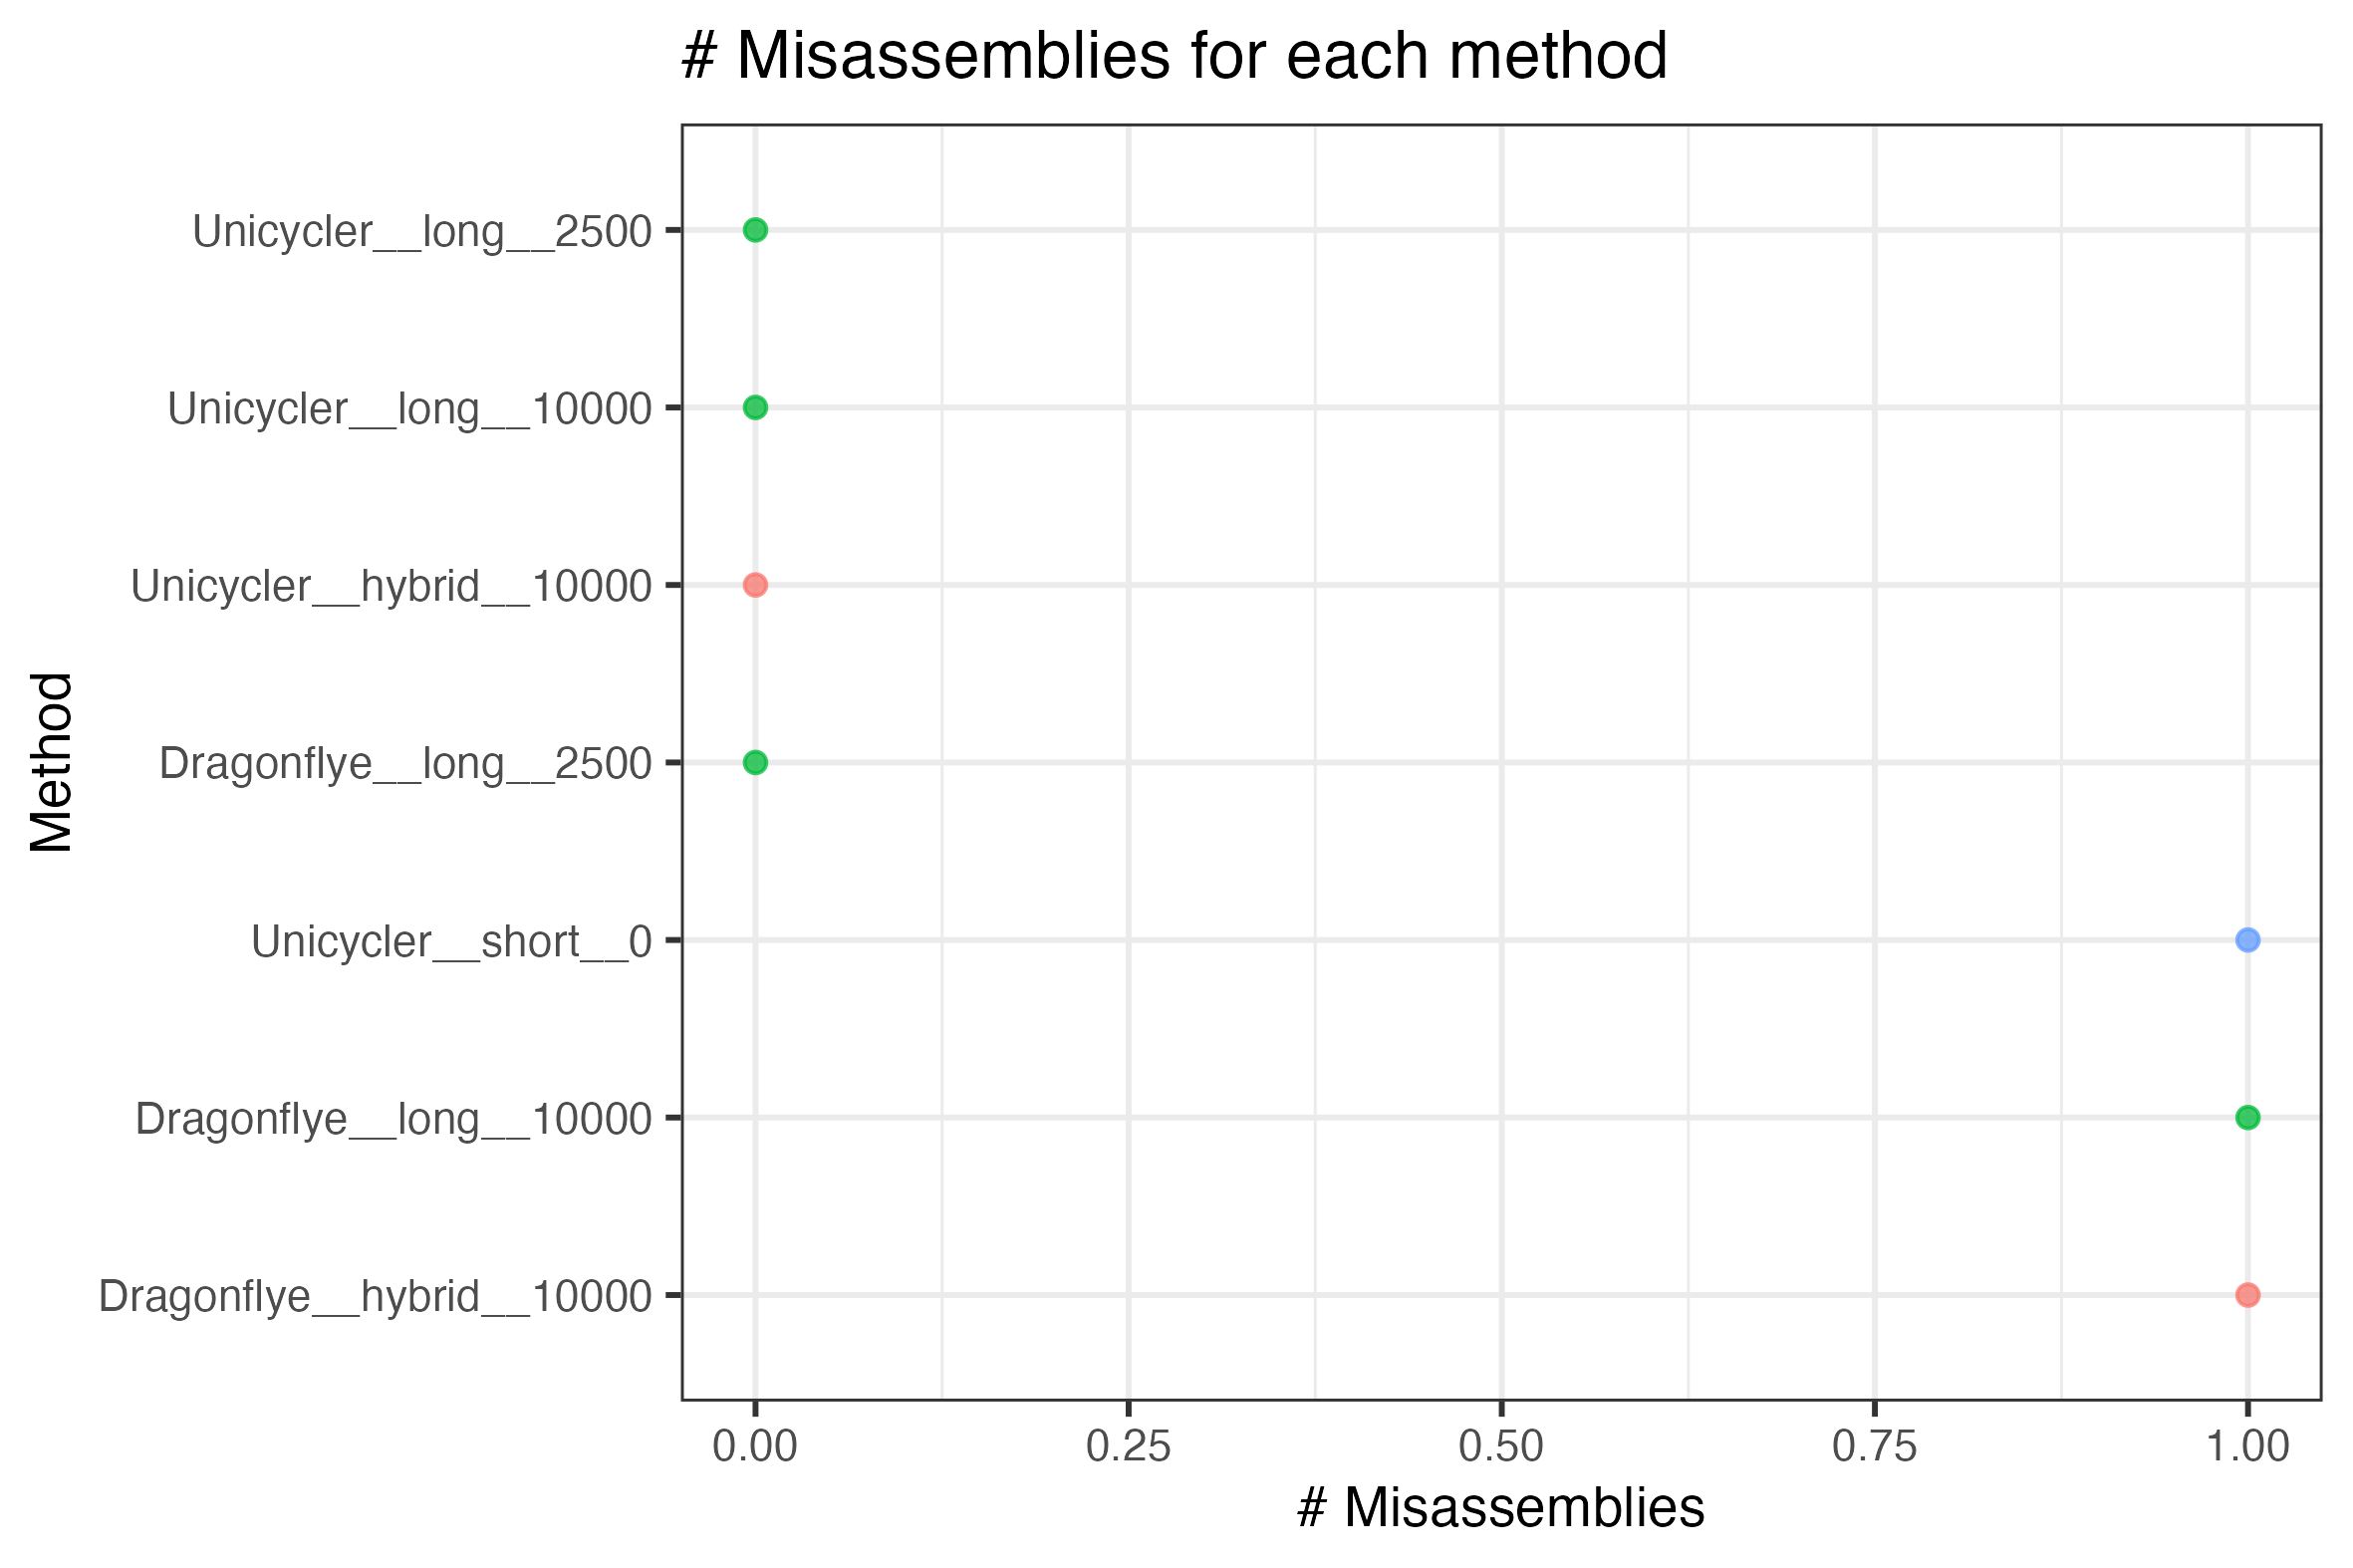 # Misassemblies for each method
Method
Unicycler__long__2500
Unicycler__long__10000
Unicycler__hybrid__10000
Dragonflye__long__2500
Unicycler__short__0
Dragonflye__long__10000
Dragonflye__hybrid__10000
0.00 0.25 0.50 0.75 1.00
# Misassemblies